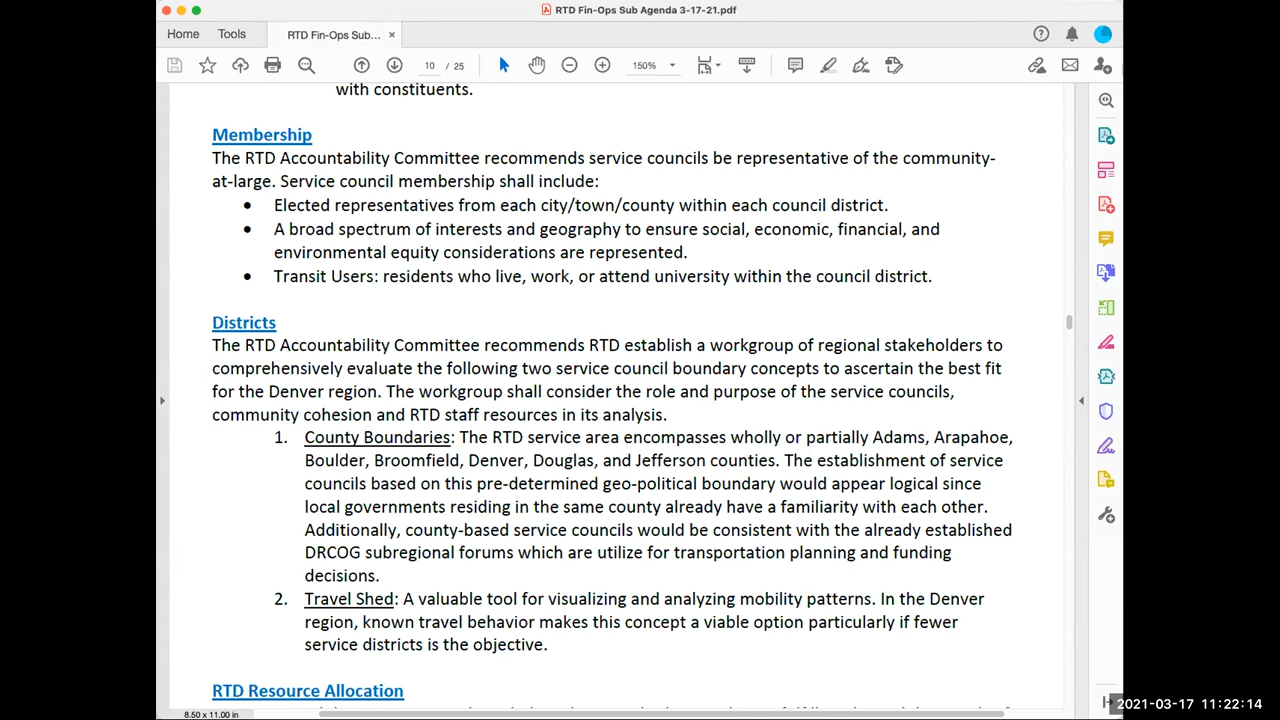 RTD Fin-Ops Sub Agenda 3-17-21.pdf
Home Tools RTD Fin-Ops Sub... ×
10 / 25 150%
with constituents.
Membership
The RTD Accountability Committee recommends service councils be representative of the community-
at-large. Service council membership shall include:
• Elected representatives from each city/town/county within each council district.
• A broad spectrum of interests and geography to ensure social, economic, financial, and
environmental equity considerations are represented.
• Transit Users: residents who live, work, or attend university within the council district.
Districts
The RTD Accountability Committee recommends RTD establish a workgroup of regional stakeholders to
comprehensively evaluate the following two service council boundary concepts to ascertain the best fit
for the Denver region. The workgroup shall consider the role and purpose of the service councils,
community cohesion and RTD staff resources in its analysis.
1. County Boundaries: The RTD service area encompasses wholly or partially Adams, Arapahoe,
Boulder, Broomfield, Denver, Douglas, and Jefferson counties. The establishment of service
councils based on this pre-determined geo-political boundary would appear logical since
local governments residing in the same county already have a familiarity with each other.
Additionally, county-based service councils would be consistent with the already established
DRCOG subregional forums which are utilize for transportation planning and funding
decisions.
2. Travel Shed: A valuable tool for visualizing and analyzing mobility patterns. In the Denver
region, known travel behavior makes this concept a viable option particularly if fewer
service districts is the objective.
RTD Resource Allocation
8.50 x 11.00 in
2021-03-17 11:22:14